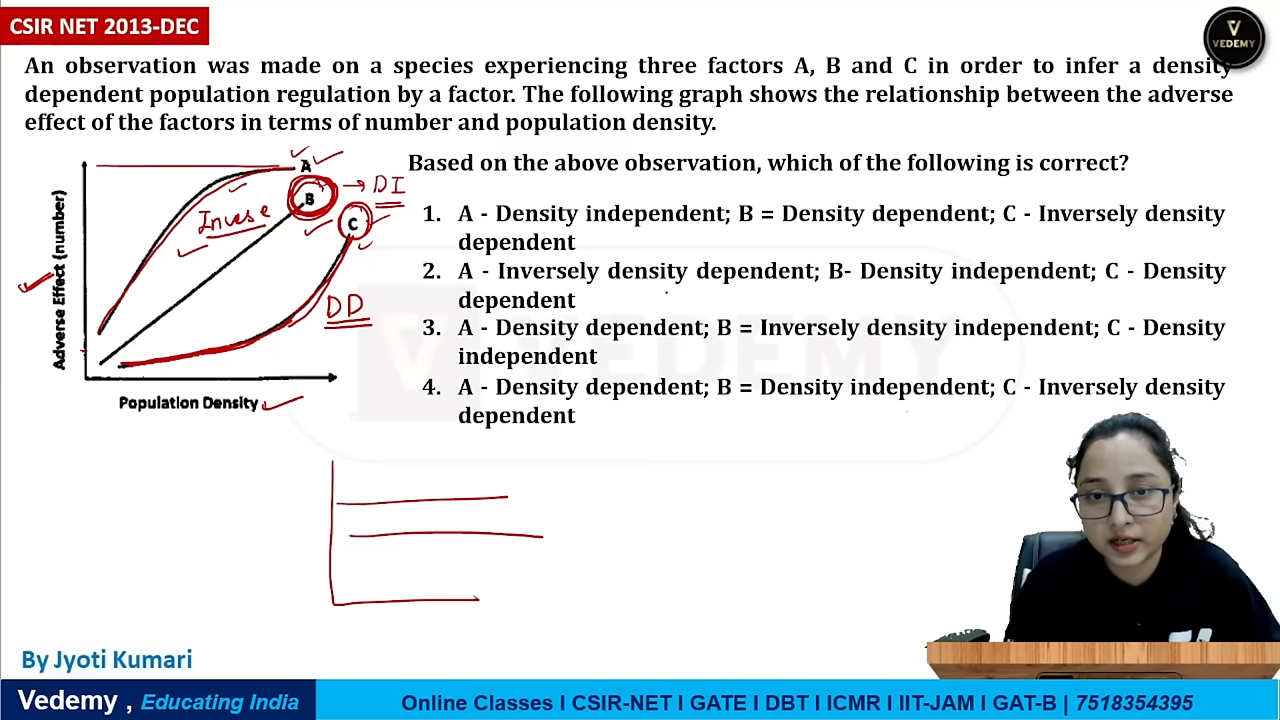 CSIR NET 2013-DEC
VEDEMY
An observation was made on a species experiencing three factors A, B and C in order to infer a density
dependent population regulation by a factor. The following graph shows the relationship between the adverse
effect of the factors in terms of number and population density.
Based on the above observation, which of the following is correct?
A
B
C
DI
Invese
DD
Adverse Effect (number)
Population Density
1. A - Density independent; B = Density dependent; C - Inversely density
dependent
2. A - Inversely density dependent; B- Density independent; C - Density
dependent
3. A - Density dependent; B = Inversely density independent; C - Density
independent
4. A - Density dependent; B = Density independent; C - Inversely density
dependent
VEDEMY
By Jyoti Kumari
Vedemy , Educating India
Online Classes I CSIR-NET I GATE I DBT I ICMR I IIT-JAM I GAT-B | 7518354395